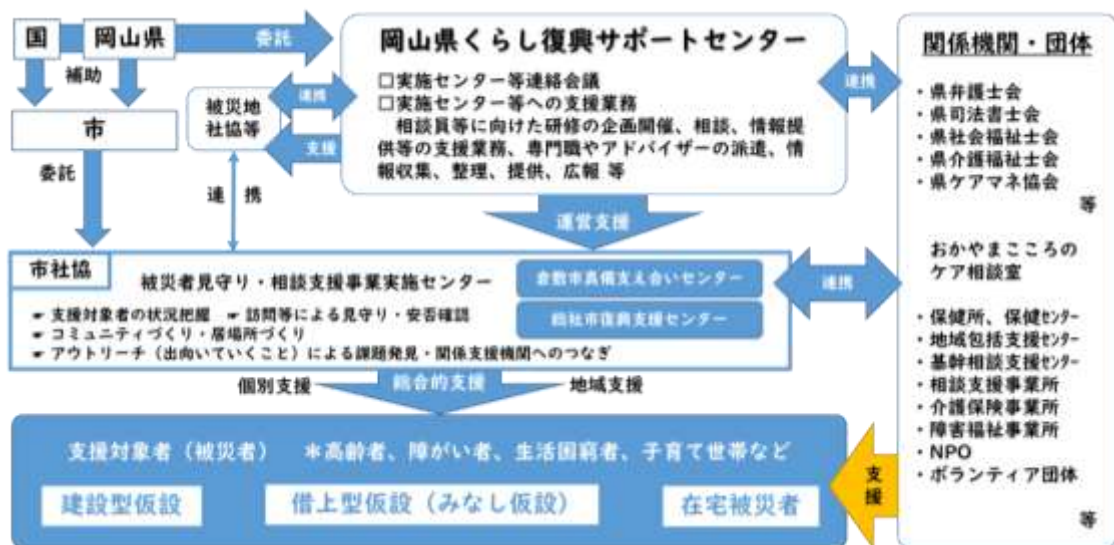 国
岡山県
委託
補助
市
委託
被災地
社協等
連携
支援
連 携
岡山県くらし復興サポートセンター
□実施センター等連絡会議
□実施センター等への支援業務
相談員等に向けた研修の企画開催、相談、情報提
供等の支援業務、専門職やアドバイザーの派遣、情
報収集、整理、提供、広報 等
運営支援
連携
市社協
被災者見守り・相談支援事業実施センター
倉敷市真備支え合いセンター
総社市復興支援センター
☛ 支援対象者の状況把握 ☛ 訪問等による見守り・安否確認
☛ コミュニティづくり・居場所づくり
☛ アウトリーチ（出向いていくこと）による課題発見・関係支援機関へのつなぎ
連携
個別支援
総合的支援
地域支援
支援対象者（被災者） ＊高齢者、障がい者、生活困窮者、子育て世帯など
建設型仮設
借上型仮設（みなし仮設）
在宅被災者
支援
関係機関・団体
・県弁護士会
・県司法書士会
・県社会福祉士会
・県介護福祉士会
・県ケアマネ協会
等
おかやまこころの
ケア相談室
・保健所、保健ｾﾝﾀｰ
・地域包括支援ｾﾝﾀｰ
・基幹相談支援ｾﾝﾀｰ
・相談支援事業所
・介護保険事業所
・障害福祉事業所
・NPO
・ボランティア団体
等